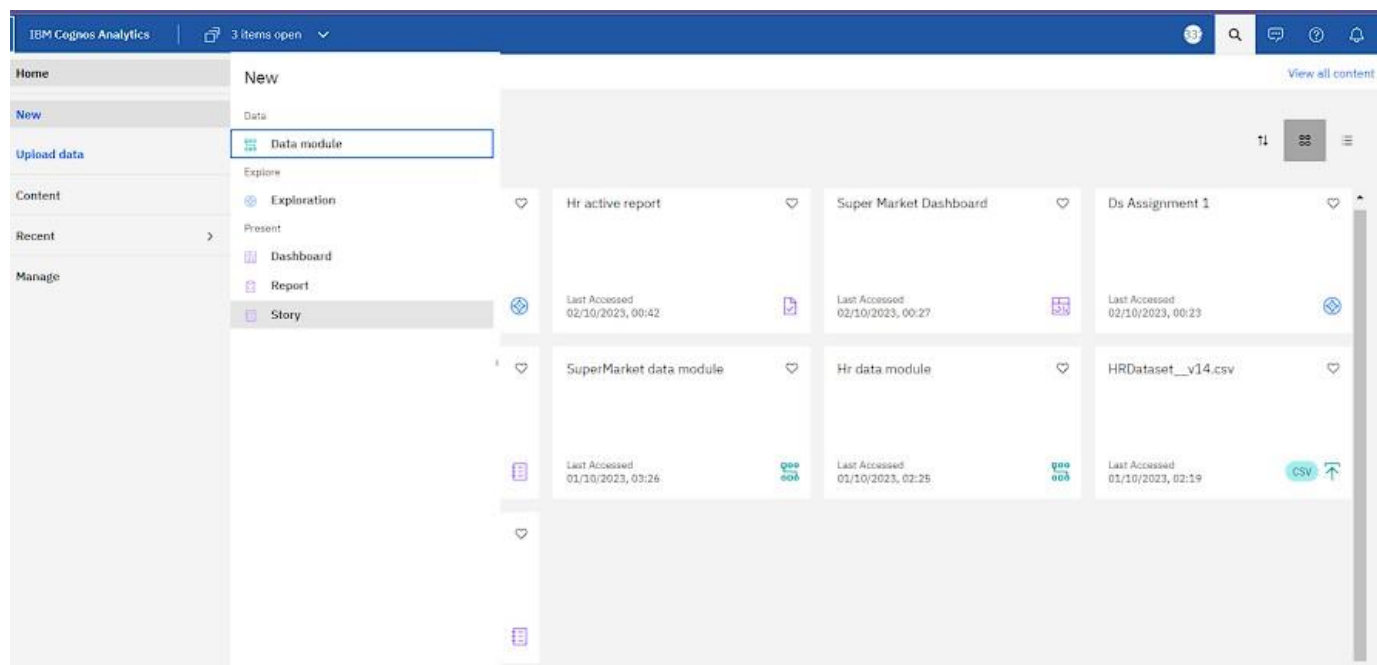 IBM Cognos Analytics
3 items open
Home
New
Upload data
Content
Recent
Manage
New
Data
Data module
Explore
Exploration
Present
Dashboard
Report
Story
View all content
Hr active report
Last Accessed
02/10/2023, 00:42
Super Market Dashboard
Last Accessed
02/10/2023, 00:27
Ds Assignment 1
Last Accessed
02/10/2023, 00:23
SuperMarket data module
Last Accessed
01/10/2023, 03:26
Hr data module
Last Accessed
01/10/2023, 02:25
HRDataset__v14.csv
Last Accessed
01/10/2023, 02:19
CSV